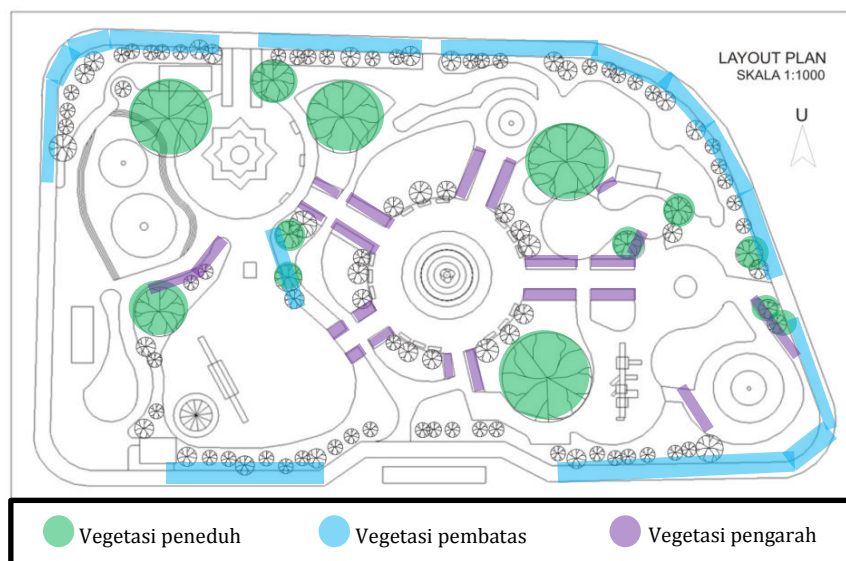 LAYOUT PLAN
SKALA 1:1000
U
Vegetasi peneduh
Vegetasi pembatas
Vegetasi pengarah